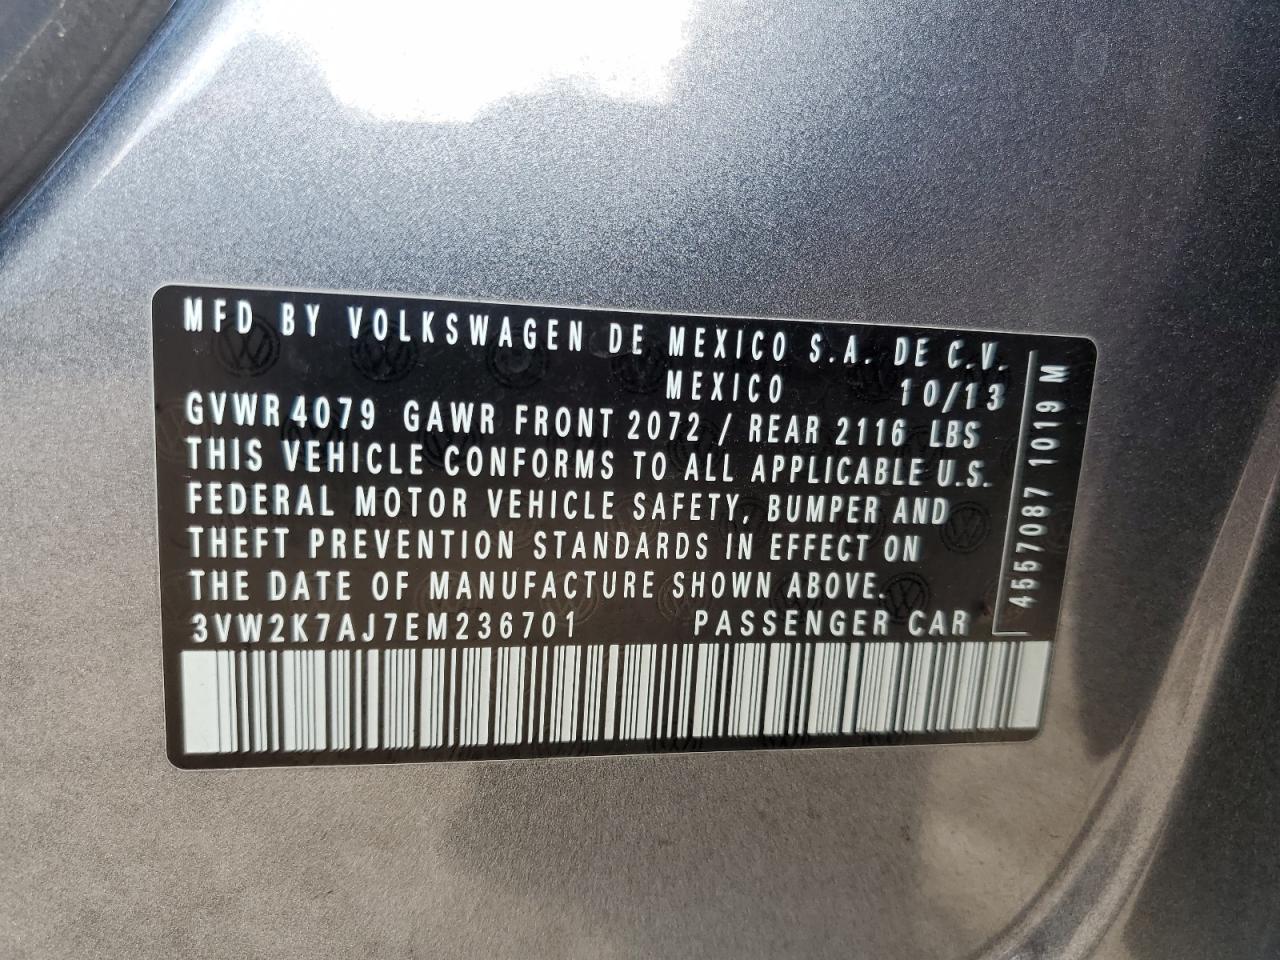 MFD BY VOLKSWAGEN DE MEXICO S.A. DE C.V.
MEXICO 10/13
GVWR 4079 GAWR FRONT 2072 / REAR 2116 LBS
THIS VEHICLE CONFORMS TO ALL APPLICABLE U.S.
FEDERAL MOTOR VEHICLE SAFETY, BUMPER AND
THEFT PREVENTION STANDARDS IN EFFECT ON
THE DATE OF MANUFACTURE SHOWN ABOVE.
3VW2K7AJ7EM236701 PASSENGER CAR
4557087 1019 M